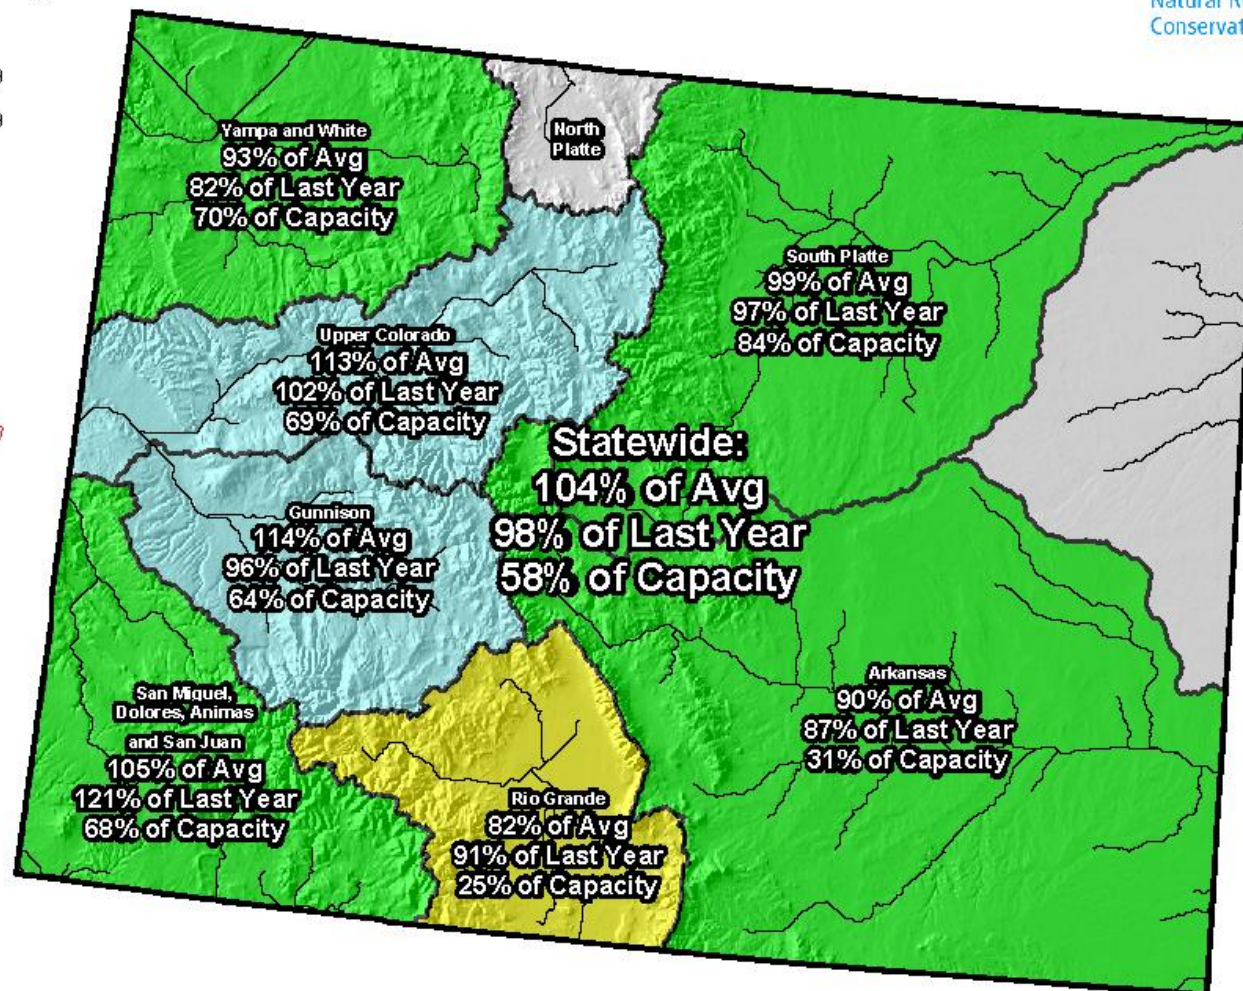 Natural R
Conservat
Yampa and White
93% of Avg
82% of Last Year
70% of Capacity
North
Platte
South Platte
99% of Avg
97% of Last Year
84% of Capacity
Upper Colorado
113% of Avg
102% of Last Year
69% of Capacity
Statewide:
104% of Avg
98% of Last Year
58% of Capacity
Gunnison
114% of Avg
96% of Last Year
64% of Capacity
Arkansas
90% of Avg
87% of Last Year
31% of Capacity
San Miguel,
Dolores, Animas
and San Juan
105% of Avg
121% of Last Year
68% of Capacity
Rio Grande
82% of Avg
91% of Last Year
25% of Capacity